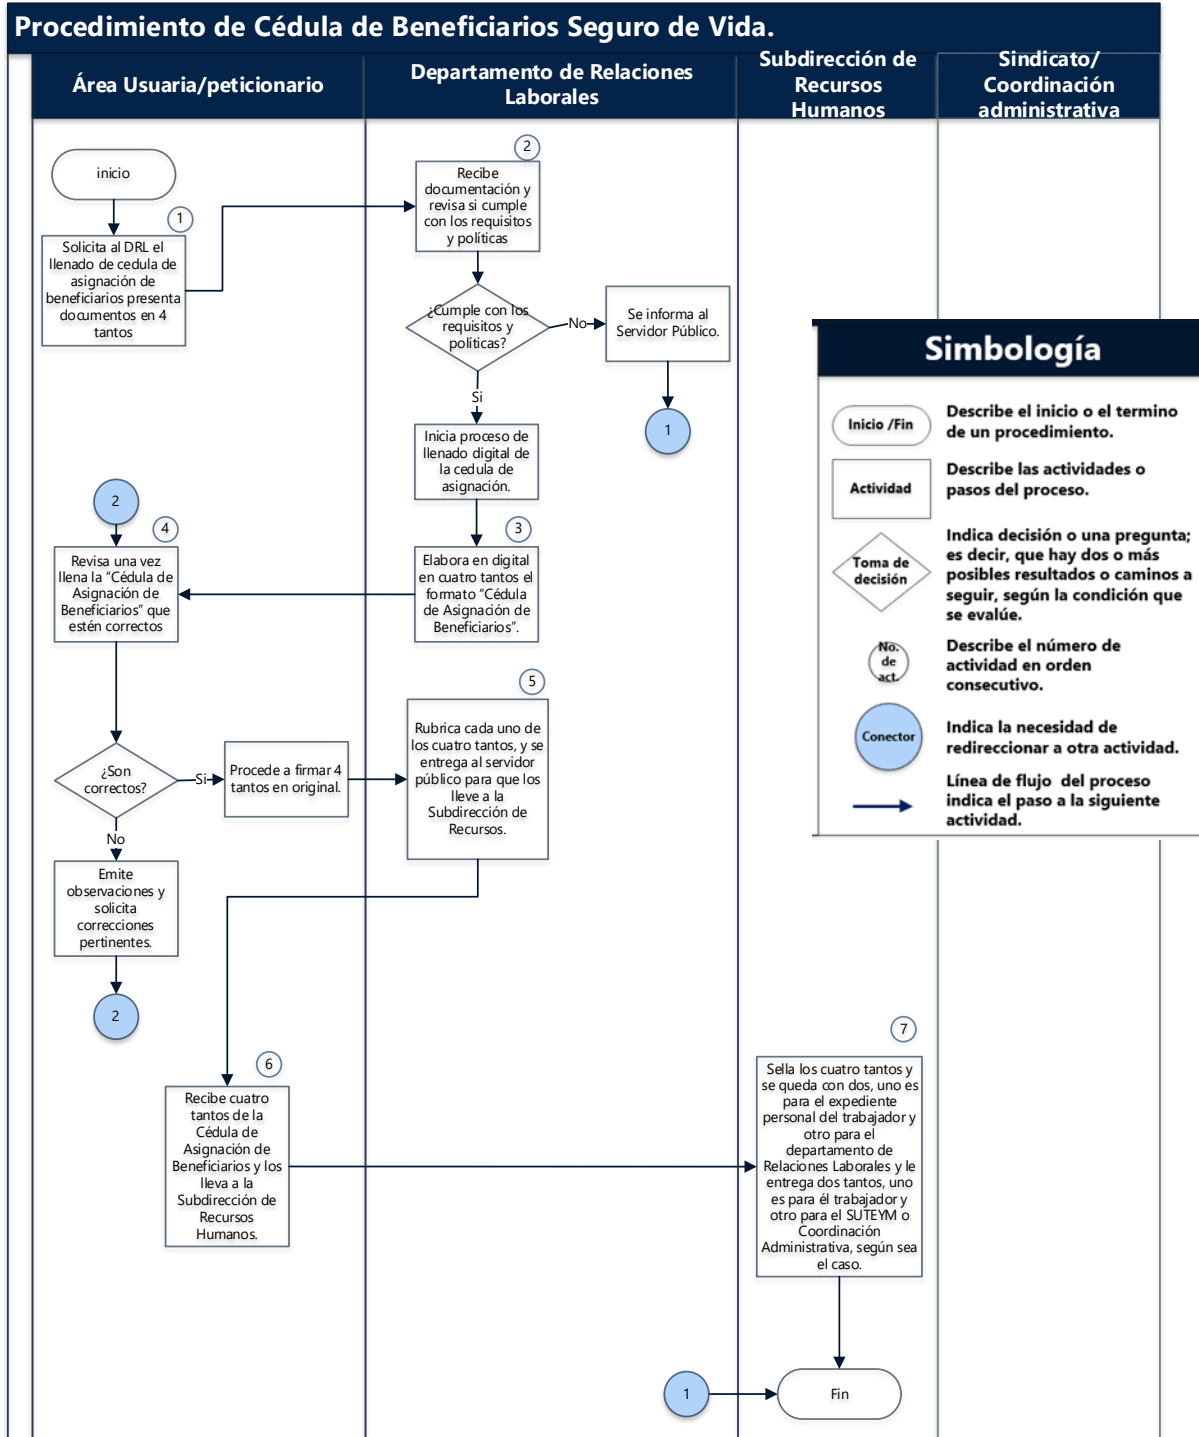 Procedimiento de Cédula de Beneficiarios Seguro de Vida.
Área Usuaria/peticionario
Departamento de Relaciones
Laborales
Subdirección de
Recursos
Humanos
Sindicato/
Coordinación
administrativa
inicio
1
Solicita al DRL el
llenado de cedula de
asignación de
beneficiarios presenta
documentos en 4
tantos
2
Recibe
documentación y
revisa si cumple
con los requisitos
y políticas
¿Cumple con los
requisitos y
políticas?
No
Se informa al
Servidor Público.
1
Si
Inicia proceso de
llenado digital de
la cedula de
asignación.
3
Elabora en digital
en cuatro tantos el
formato “Cédula
de Asignación de
Beneficiarios”.
2
4
Revisa una vez
llena la “Cédula de
Asignación de
Beneficiarios” que
estén correctos
¿Son
correctos?
Si
Procede a firmar 4
tantos en original.
No
Emite
observaciones y
solicita
correcciones
pertinentes.
2
5
Rubrica cada uno de
los cuatro tantos, y se
entrega al servidor
público para que los
lleve a la
Subdirección de
Recursos.
6
Recibe cuatro
tantos de la
Cédula de
Asignación de
Beneficiarios y los
lleva a la
Subdirección de
Recursos
Humanos.
7
Sella los cuatro tantos y
se queda con dos, uno es
para el expediente
personal del trabajador y
otro para el
departamento de
Relaciones Laborales y le
entrega dos tantos, uno
es para él trabajador y
otro para el SUTEYM o
Coordinación
Administrativa, según sea
el caso.
1
Fin
Simbología
Inicio /Fin
Describe el inicio o el termino
de un procedimiento.
Actividad
Describe las actividades o
pasos del proceso.
Toma de
decisión
Indica decisión o una pregunta;
es decir, que hay dos o más
posibles resultados o caminos a
seguir, según la condición que
se evalúe.
No.
de
act.
Describe el número de
actividad en orden
consecutivo.
Conector
Indica la necesidad de
redireccionar a otra actividad.
Línea de flujo del proceso
indica el paso a la siguiente
actividad.